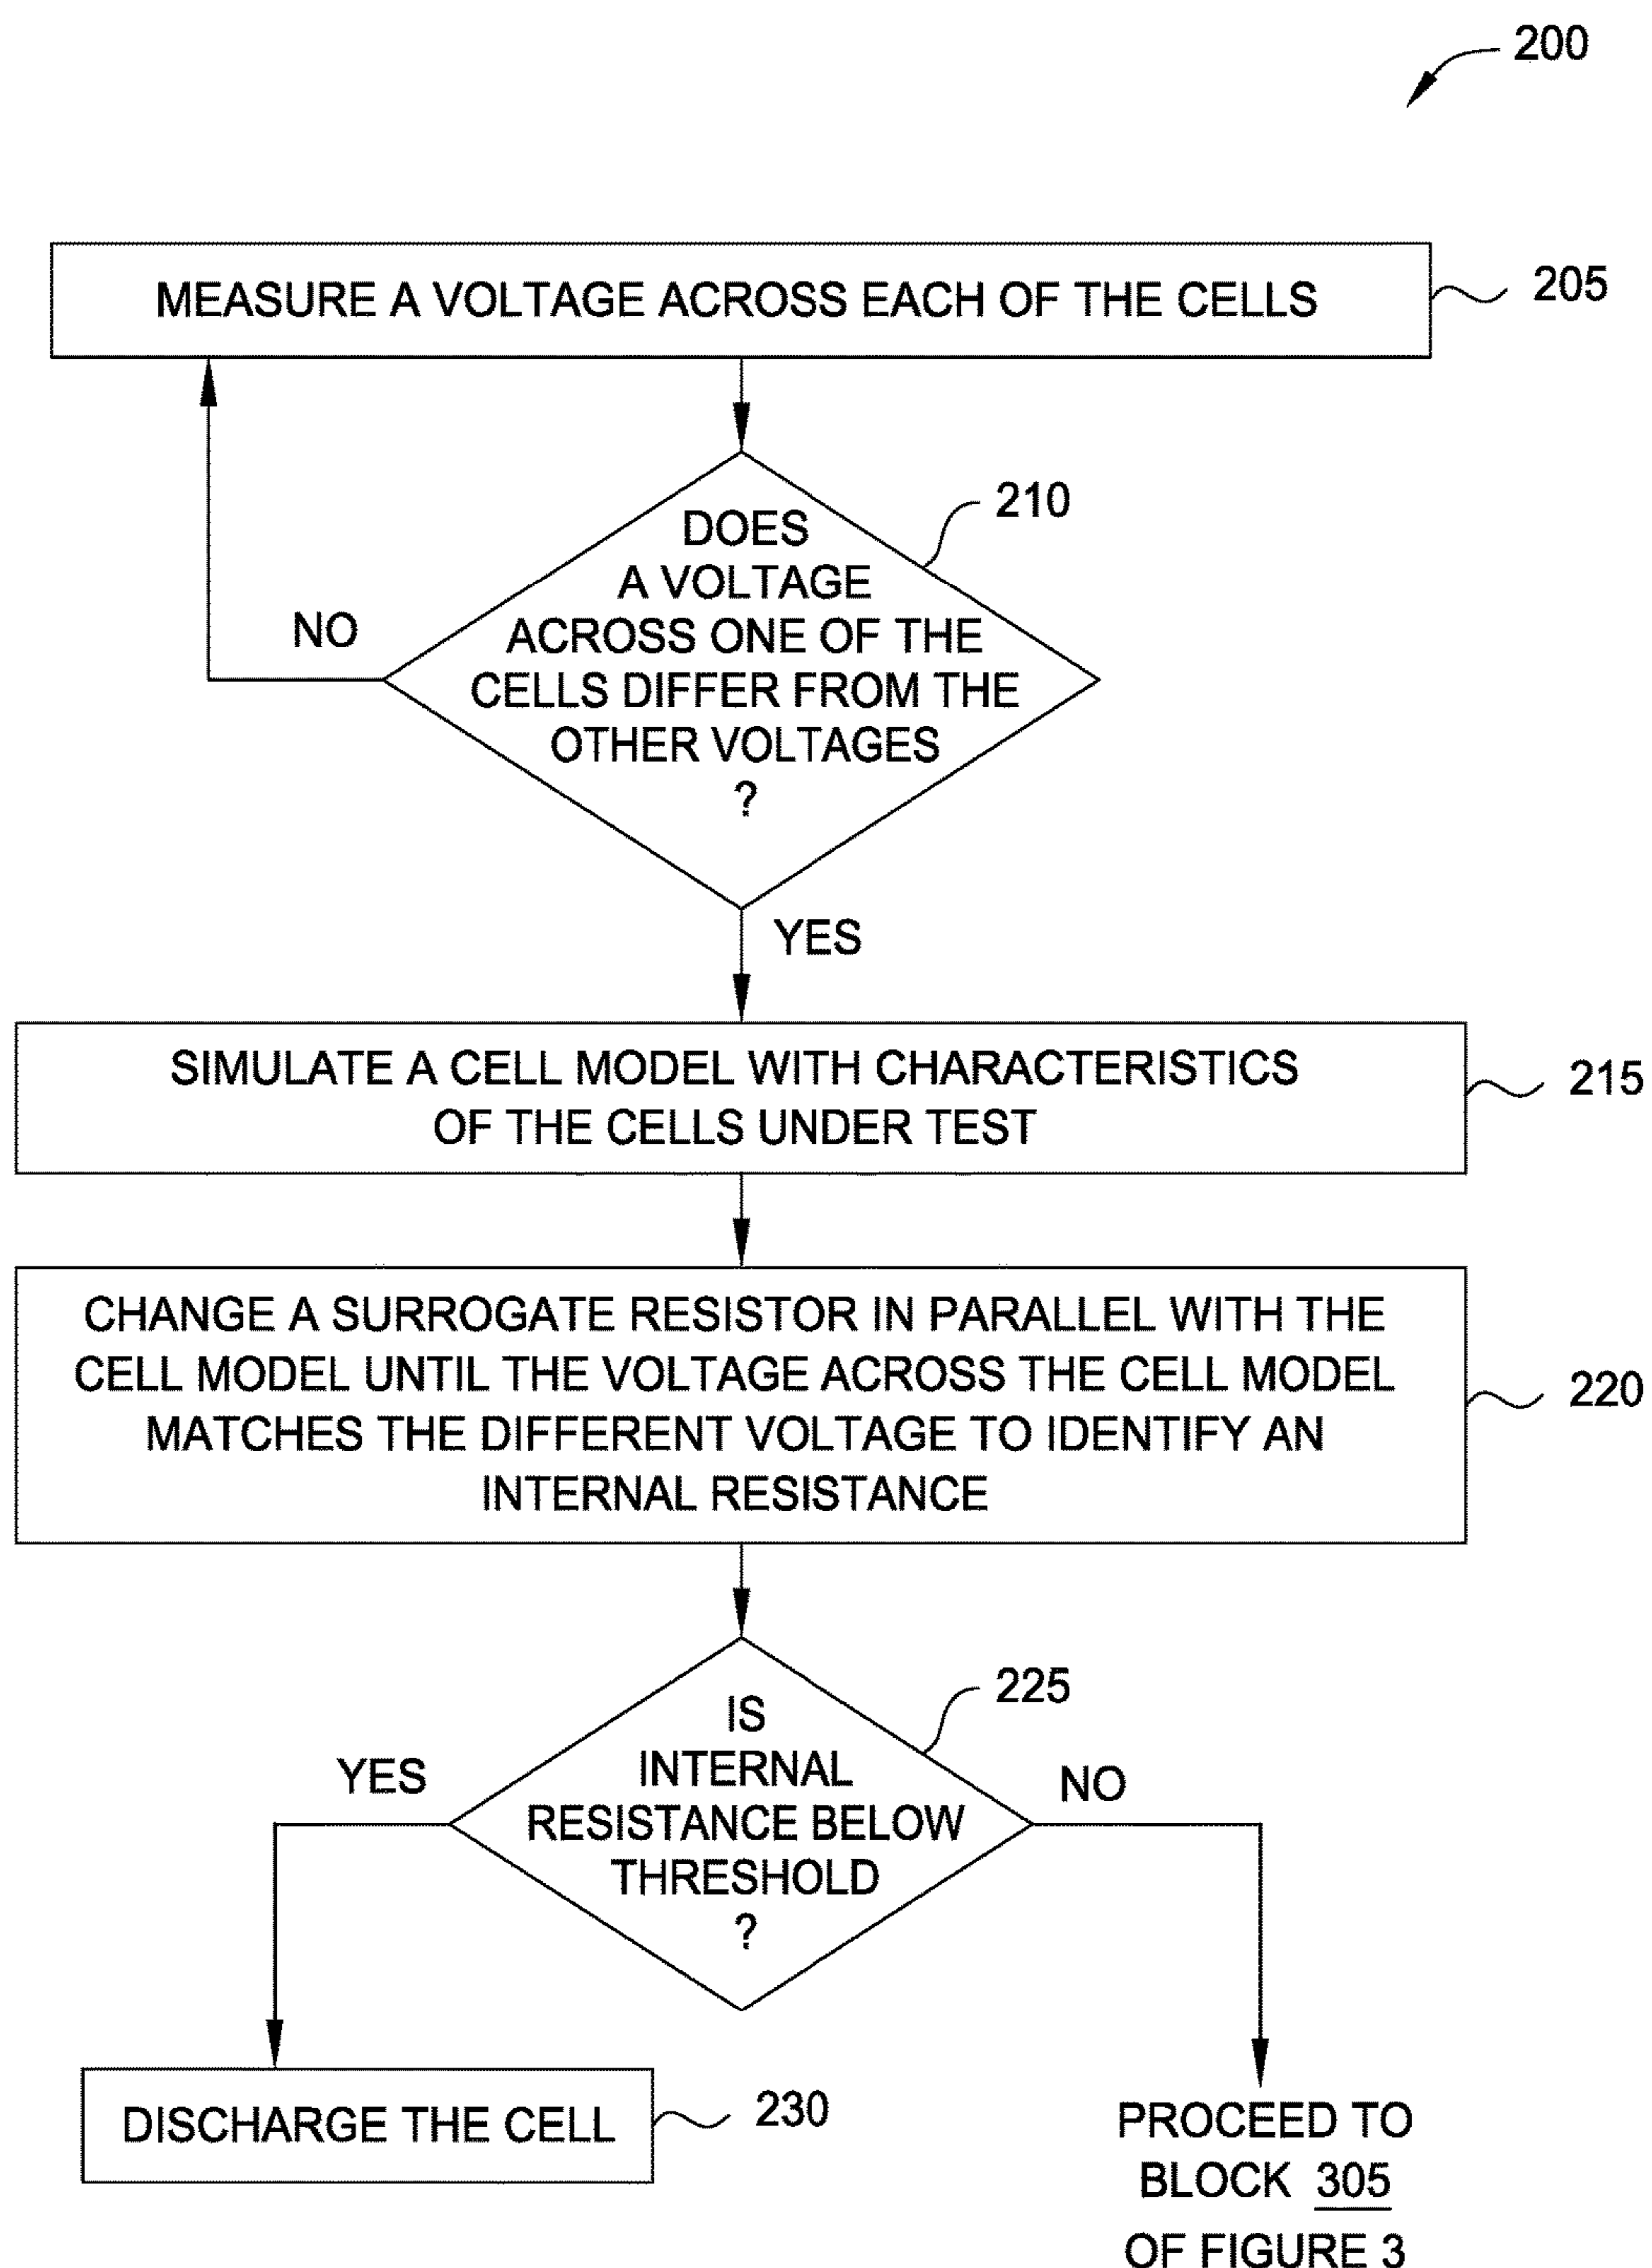 200
MEASURE A VOLTAGE ACROSS EACH OF THE CELLS
205
210
DOES
A VOLTAGE
ACROSS ONE OF THE
CELLS DIFFER FROM THE
OTHER VOLTAGES
?
NO
YES
SIMULATE A CELL MODEL WITH CHARACTERISTICS
OF THE CELLS UNDER TEST
215
CHANGE A SURROGATE RESISTOR IN PARALLEL WITH THE
CELL MODEL UNTIL THE VOLTAGE ACROSS THE CELL MODEL
MATCHES THE DIFFERENT VOLTAGE TO IDENTIFY AN
INTERNAL RESISTANCE
220
225
IS
INTERNAL
RESISTANCE BELOW
THRESHOLD
?
YES
NO
DISCHARGE THE CELL
230
PROCEED TO
BLOCK 305
OF FIGURE 3